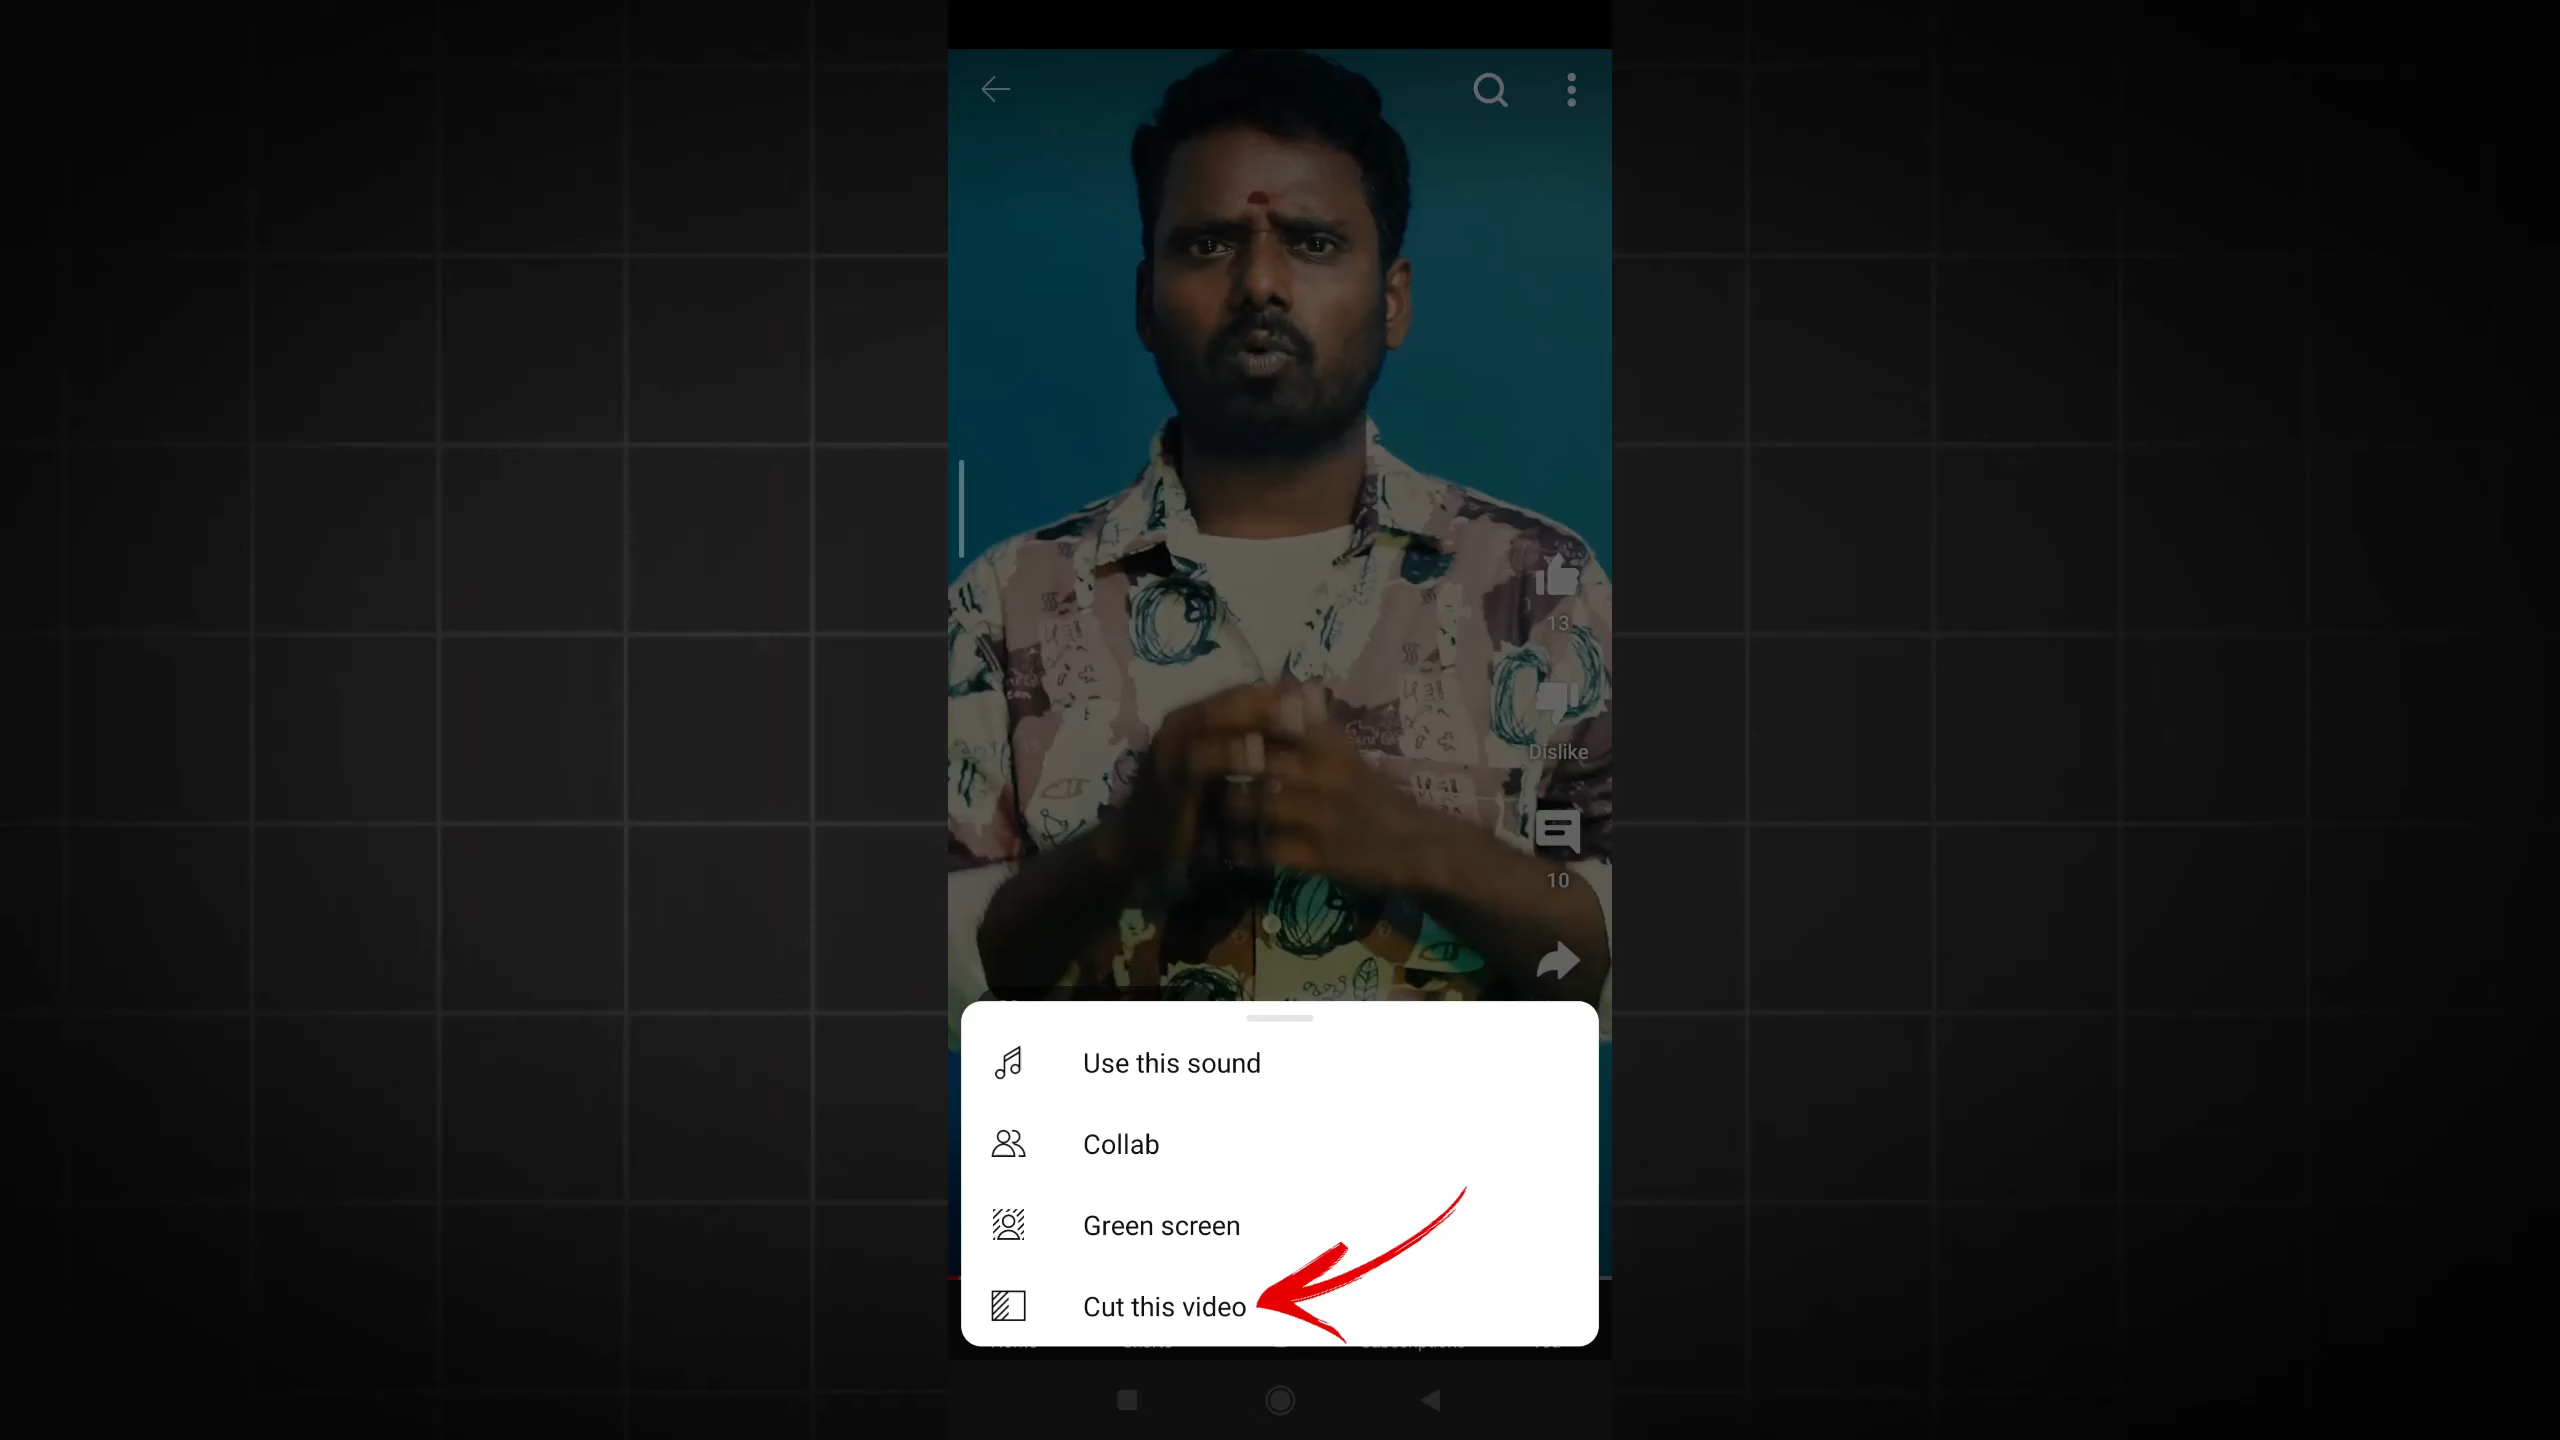 13
Dislike
10
Use this sound
Collab
Green screen
Cut this video